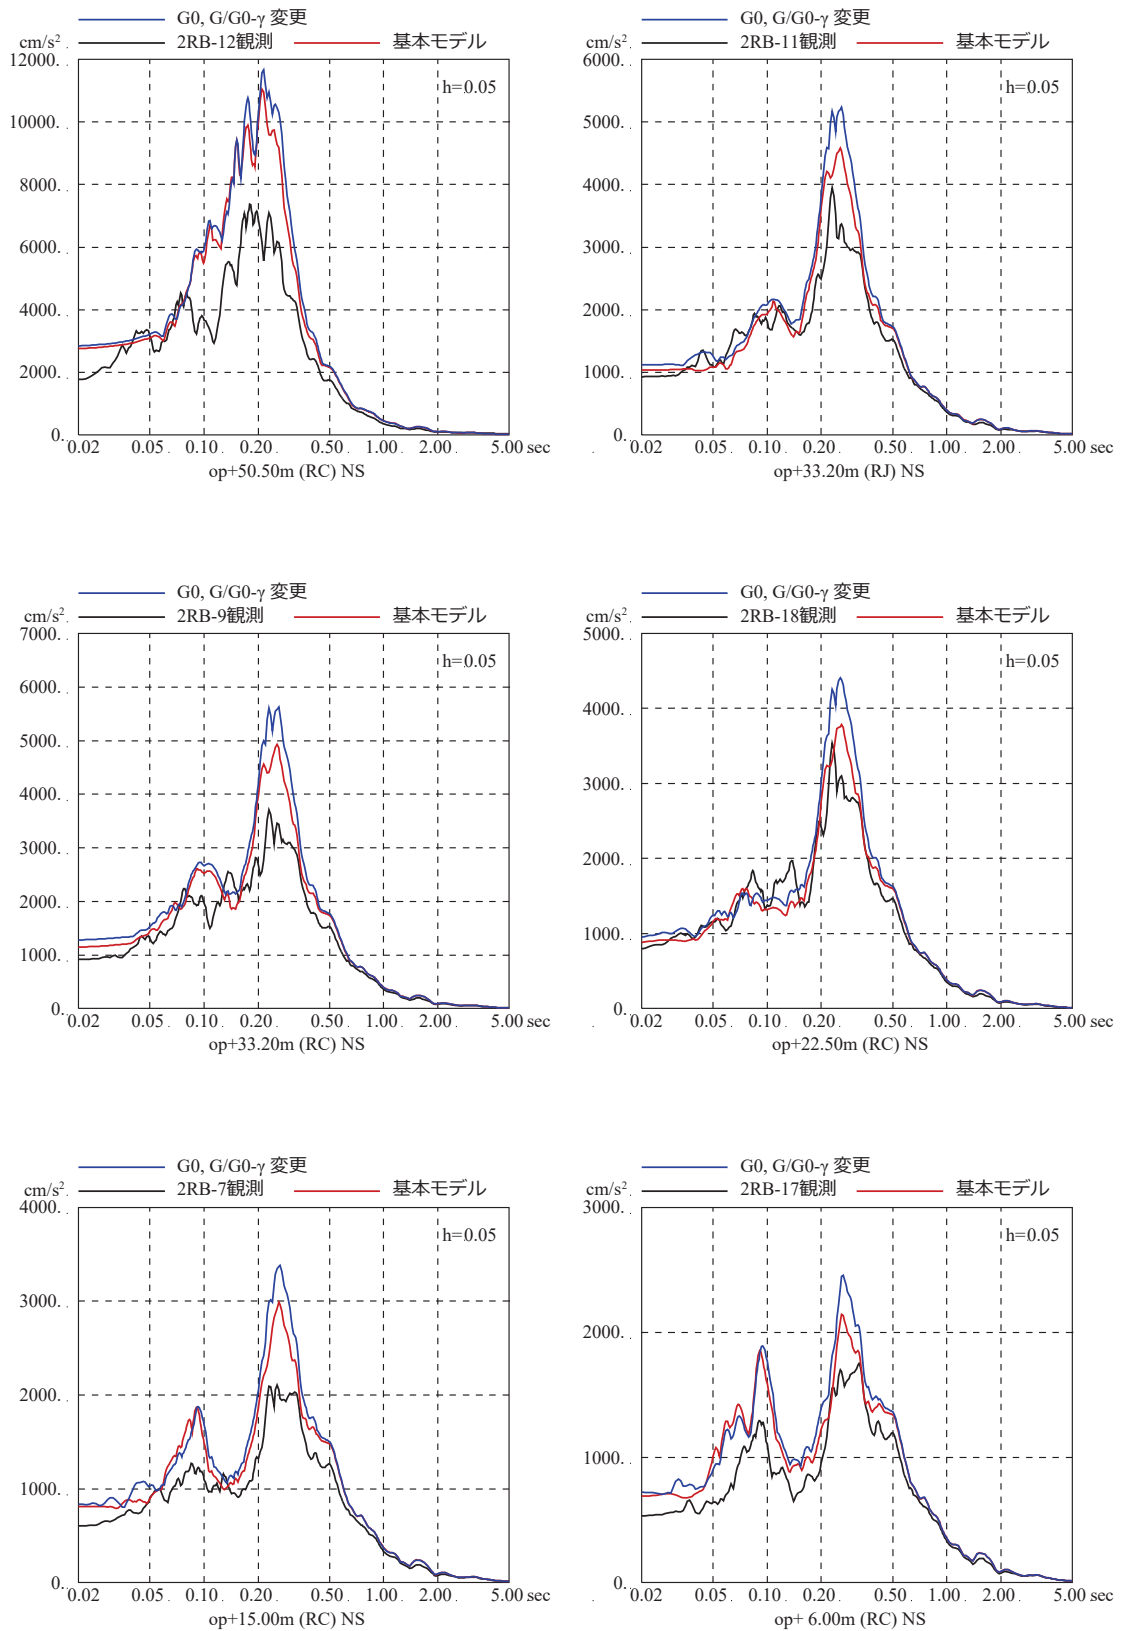 G0, G/G0-γ 変更
cm/s² 2RB-12観測 基本モデル
12000.
h=0.05
10000.
8000.
6000.
4000.
2000.
0.
0.02 0.05 0.10 0.20 0.50 1.00 2.00 5.00 sec
op+50.50m (RC) NS
G0, G/G0-γ 変更
cm/s² 2RB-11観測 基本モデル
6000.
h=0.05
5000.
4000.
3000.
2000.
1000.
0.
0.02 0.05 0.10 0.20 0.50 1.00 2.00 5.00 sec
op+33.20m (RJ) NS
G0, G/G0-γ 変更
cm/s² 2RB-9観測 基本モデル
7000.
h=0.05
6000.
5000.
4000.
3000.
2000.
1000.
0.
0.02 0.05 0.10 0.20 0.50 1.00 2.00 5.00 sec
op+33.20m (RC) NS
G0, G/G0-γ 変更
cm/s² 2RB-18観測 基本モデル
5000.
h=0.05
4000.
3000.
2000.
1000.
0.
0.02 0.05 0.10 0.20 0.50 1.00 2.00 5.00 sec
op+22.50m (RC) NS
G0, G/G0-γ 変更
cm/s² 2RB-7観測 基本モデル
4000.
h=0.05
3000.
2000.
1000.
0.
0.02 0.05 0.10 0.20 0.50 1.00 2.00 5.00 sec
op+15.00m (RC) NS
G0, G/G0-γ 変更
cm/s² 2RB-17観測 基本モデル
3000.
h=0.05
2000.
1000.
0.
0.02 0.05 0.10 0.20 0.50 1.00 2.00 5.00 sec
op+ 6.00m (RC) NS